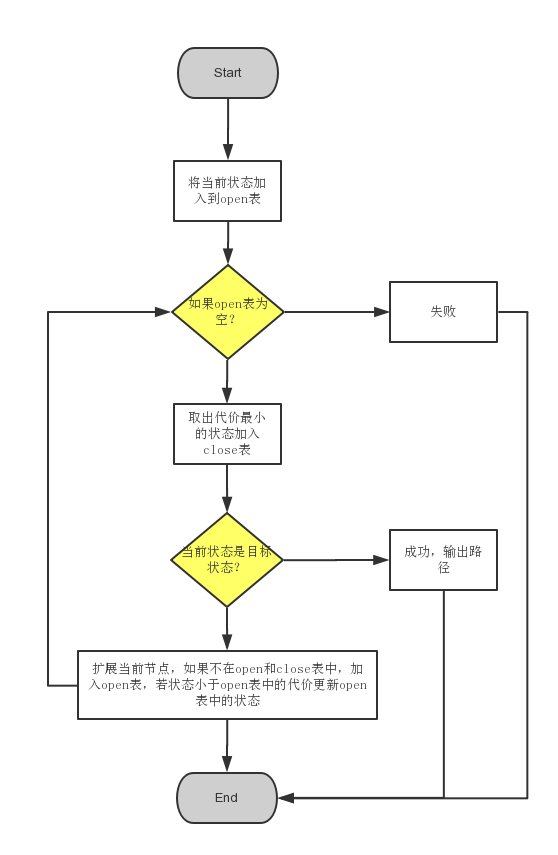 Start
将当前状态加
入到open表
如果open表为
空?
失败
取出代价最小
的状态加入
close表
当前状态是目标
状态?
成功，输出路
径
扩展当前节点，如果不在open和close表中，加
入open表，若状态小于open表中的代价更新open
表中的状态
End